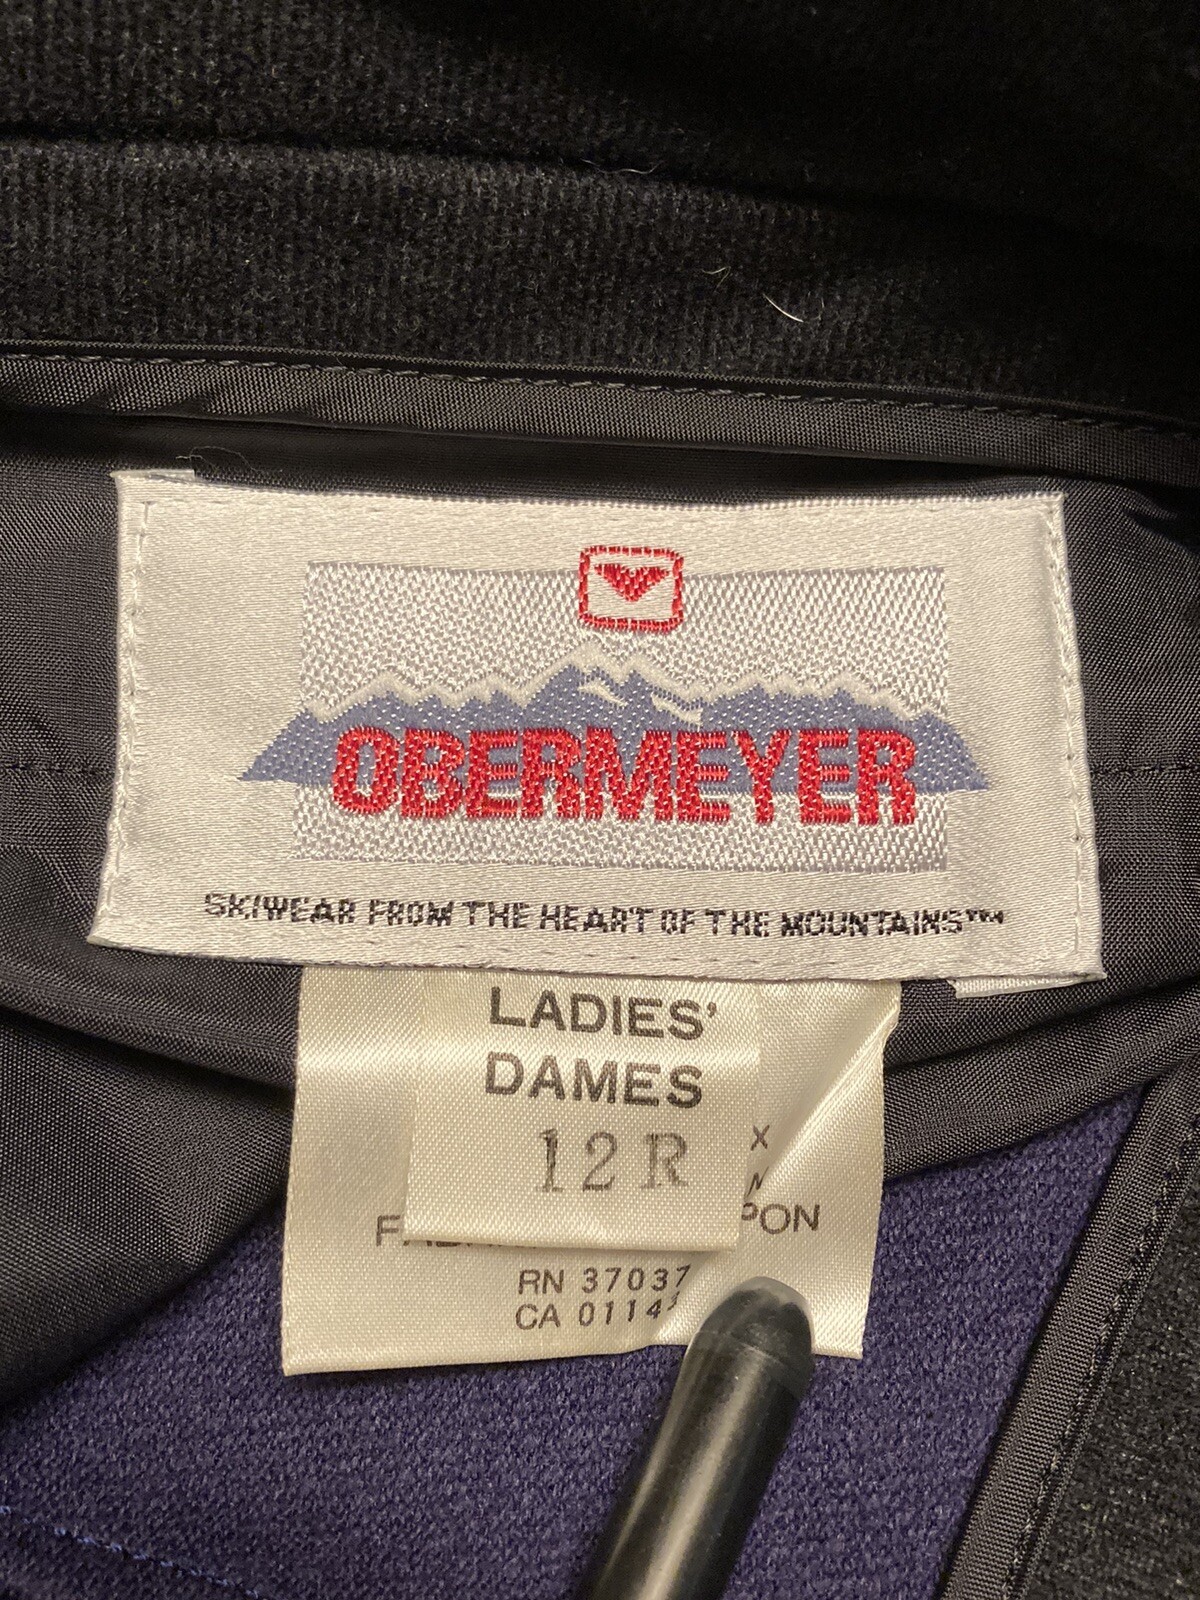 OBERMEYER
SKIWEAR FROM THE HEART OF THE MOUNTAINS™
LADIES'
DAMES
12R
X
RN 37037
CA 0114